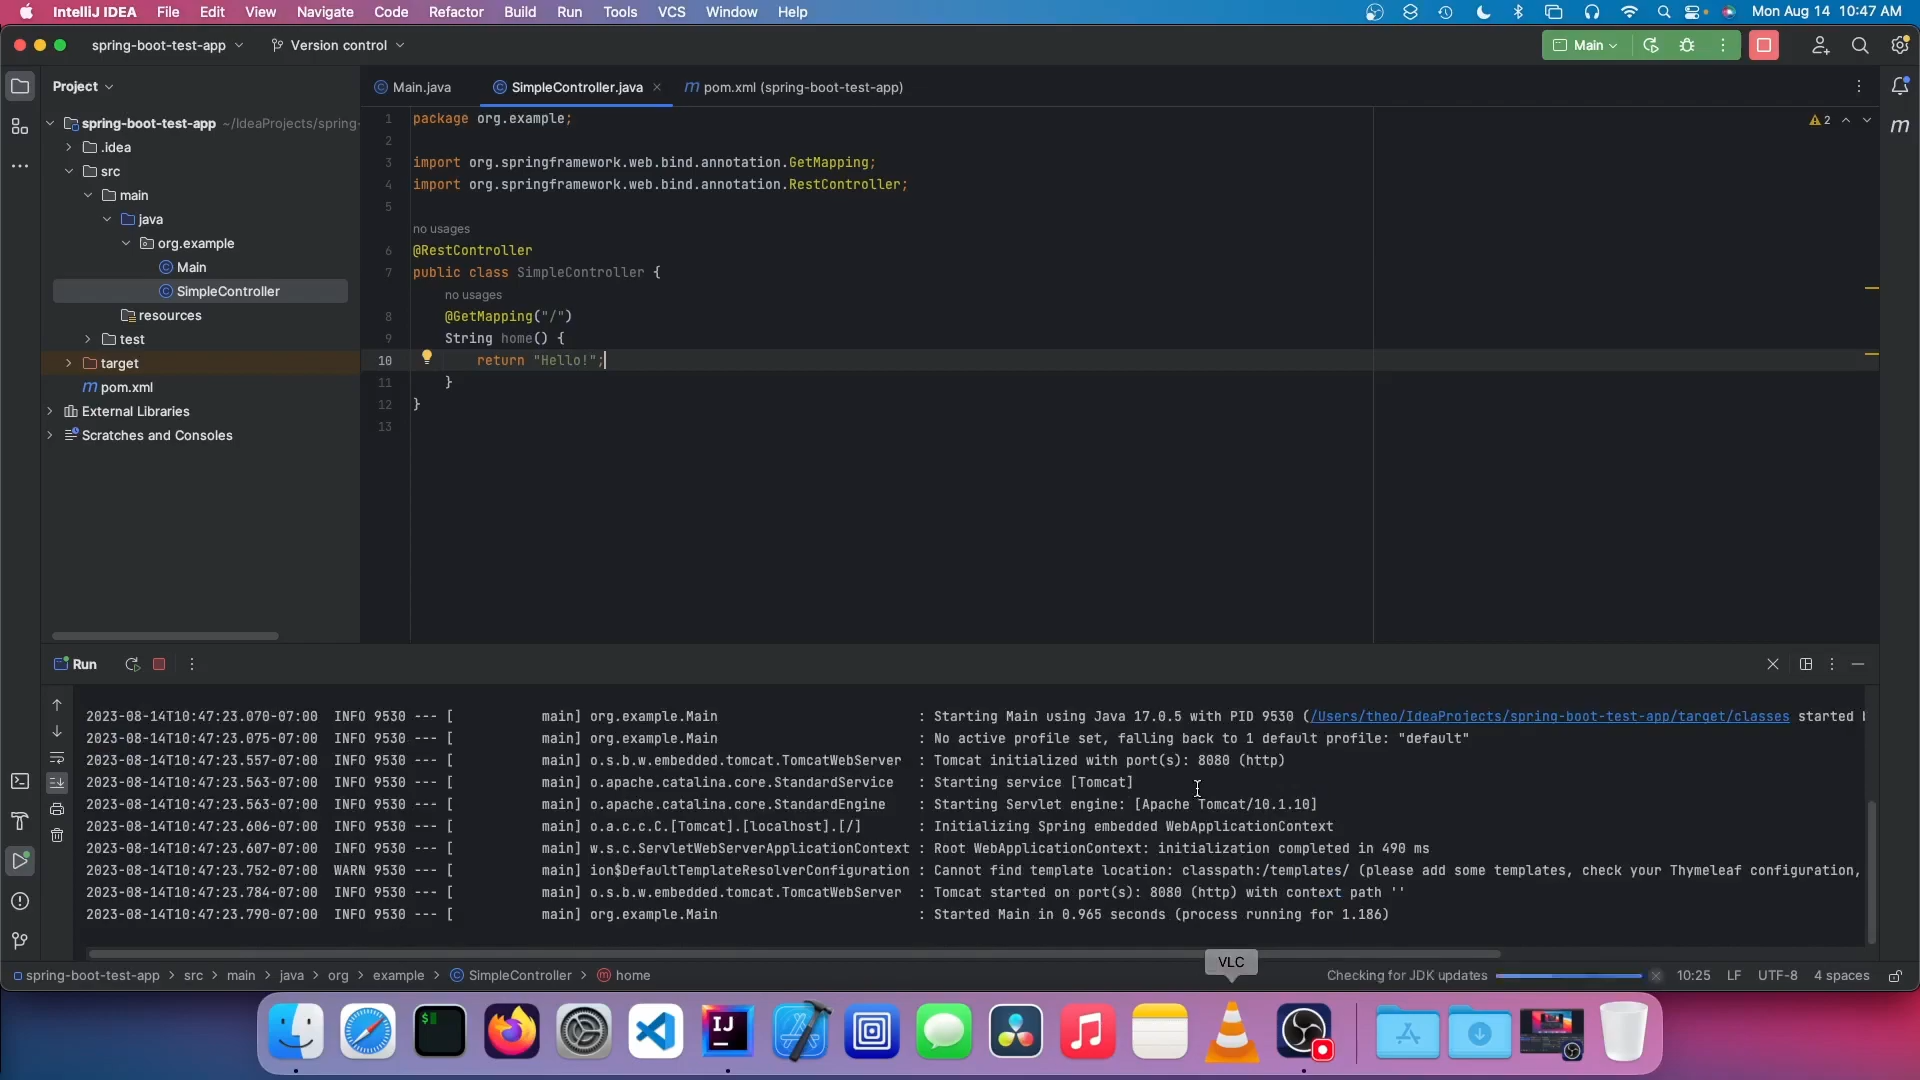 IntelliJ IDEA File Edit View Navigate Code Refactor Build Run Tools VCS Window Help Mon Aug 14 10:47 AM
spring-boot-test-app Version control Main
Project
Main.java SimpleController.java pom.xml (spring-boot-test-app)
spring-boot-test-app ~/IdeaProjects/spring-
.idea
src
main
java
org.example
Main
SimpleController
resources
test
target
pom.xml
External Libraries
Scratches and Consoles
1 package org.example;
2
3 import org.springframework.web.bind.annotation.GetMapping;
4 import org.springframework.web.bind.annotation.RestController;
5
no usages
6 @RestController
7 public class SimpleController {
no usages
8 @GetMapping("/")
9 String home() {
10 return "Hello!";
11 }
12 }
13
2
m
Run
2023-08-14T10:47:23.070-07:00 INFO 9530 --- [ main] org.example.Main : Starting Main using Java 17.0.5 with PID 9530 (/Users/theo/IdeaProjects/spring-boot-test-app/target/classes started
2023-08-14T10:47:23.075-07:00 INFO 9530 --- [ main] org.example.Main : No active profile set, falling back to 1 default profile: "default"
2023-08-14T10:47:23.557-07:00 INFO 9530 --- [ main] o.s.b.w.embedded.tomcat.TomcatWebServer : Tomcat initialized with port(s): 8080 (http)
2023-08-14T10:47:23.563-07:00 INFO 9530 --- [ main] o.apache.catalina.core.StandardService : Starting service [Tomcat]
2023-08-14T10:47:23.563-07:00 INFO 9530 --- [ main] o.apache.catalina.core.StandardEngine : Starting Servlet engine: [Apache Tomcat/10.1.10]
2023-08-14T10:47:23.606-07:00 INFO 9530 --- [ main] o.a.c.c.C.[Tomcat].[localhost].[/] : Initializing Spring embedded WebApplicationContext
2023-08-14T10:47:23.607-07:00 INFO 9530 --- [ main] w.s.c.ServletWebServerApplicationContext : Root WebApplicationContext: initialization completed in 490 ms
2023-08-14T10:47:23.752-07:00 WARN 9530 --- [ main] ion$DefaultTemplateResolverConfiguration : Cannot find template location: classpath:/templates/ (please add some templates, check your Thymeleaf configuration,
2023-08-14T10:47:23.784-07:00 INFO 9530 --- [ main] o.s.b.w.embedded.tomcat.TomcatWebServer : Tomcat started on port(s): 8080 (http) with context path ''
2023-08-14T10:47:23.790-07:00 INFO 9530 --- [ main] org.example.Main : Started Main in 0.965 seconds (process running for 1.186)
VLC
spring-boot-test-app > src > main > java > org > example > SimpleController > home Checking for JDK updates 10:25 LF UTF-8 4 spaces
$
IJ